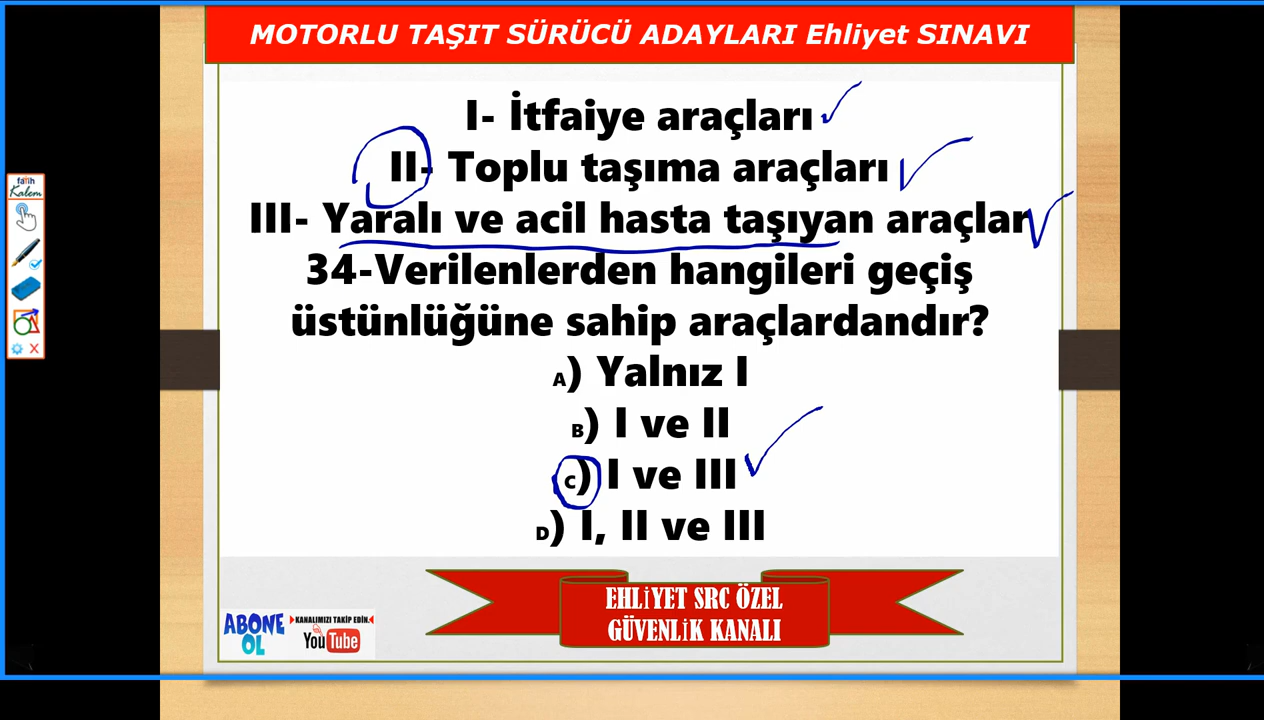 MOTORLU TAŞIT SÜRÜCÜ ADAYLARI Ehliyet SINAVI
I- İtfaiye araçları
II- Toplu taşıma araçları
III- Yaralı ve acil hasta taşıyan araçlar
34-Verilenlerden hangileri geçiş
üstünlüğüne sahip araçlardandır?
A) Yalnız I
B) I ve II
C) I ve III
D) I, II ve III
EHLİYET SRC ÖZEL
GÜVENLİK KANALI
ABONE
OL
KANALIMIZI TAKİP EDİN.
YouTube
fatih
Kalem